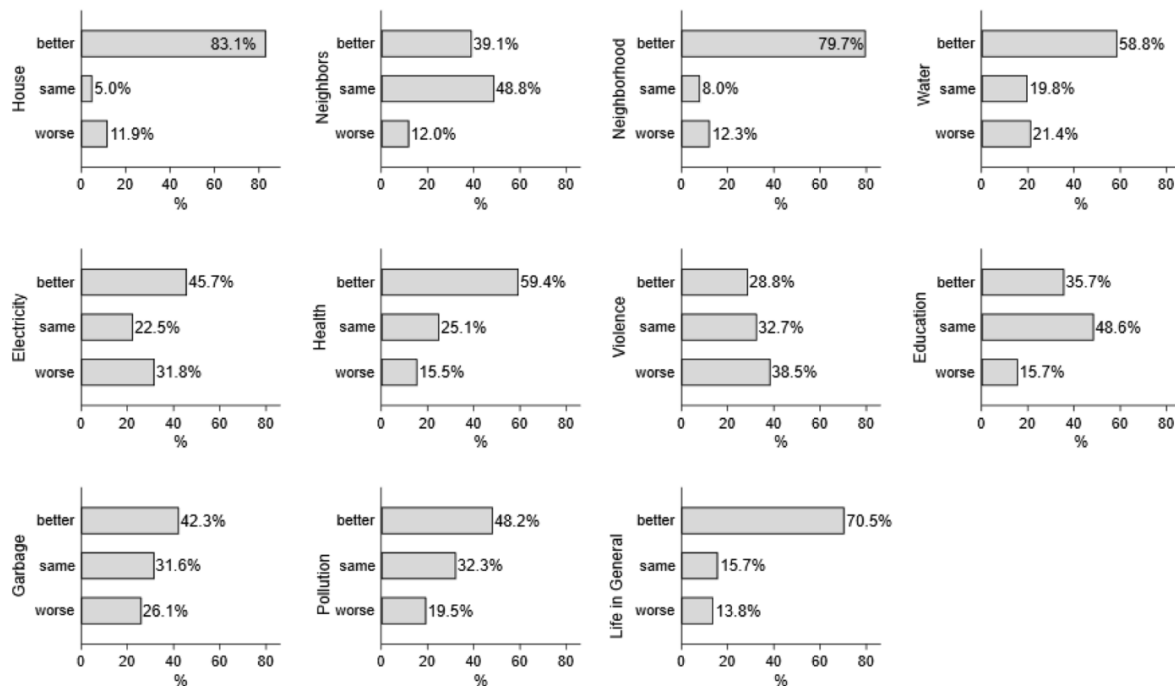 House
better 83.1%
same 5.0%
worse 11.9%
0 20 40 60 80
%
Neighbors
better 39.1%
same 48.8%
worse 12.0%
0 20 40 60 80
%
Neighborhood
better 79.7%
same 8.0%
worse 12.3%
0 20 40 60 80
%
Water
better 58.8%
same 19.8%
worse 21.4%
0 20 40 60 80
%
Electricity
better 45.7%
same 22.5%
worse 31.8%
0 20 40 60 80
%
Health
better 59.4%
same 25.1%
worse 15.5%
0 20 40 60 80
%
Violence
better 28.8%
same 32.7%
worse 38.5%
0 20 40 60 80
%
Education
better 35.7%
same 48.6%
worse 15.7%
0 20 40 60 80
%
Garbage
better 42.3%
same 31.6%
worse 26.1%
0 20 40 60 80
%
Pollution
better 48.2%
same 32.3%
worse 19.5%
0 20 40 60 80
%
Life in General
better 70.5%
same 15.7%
worse 13.8%
0 20 40 60 80
%